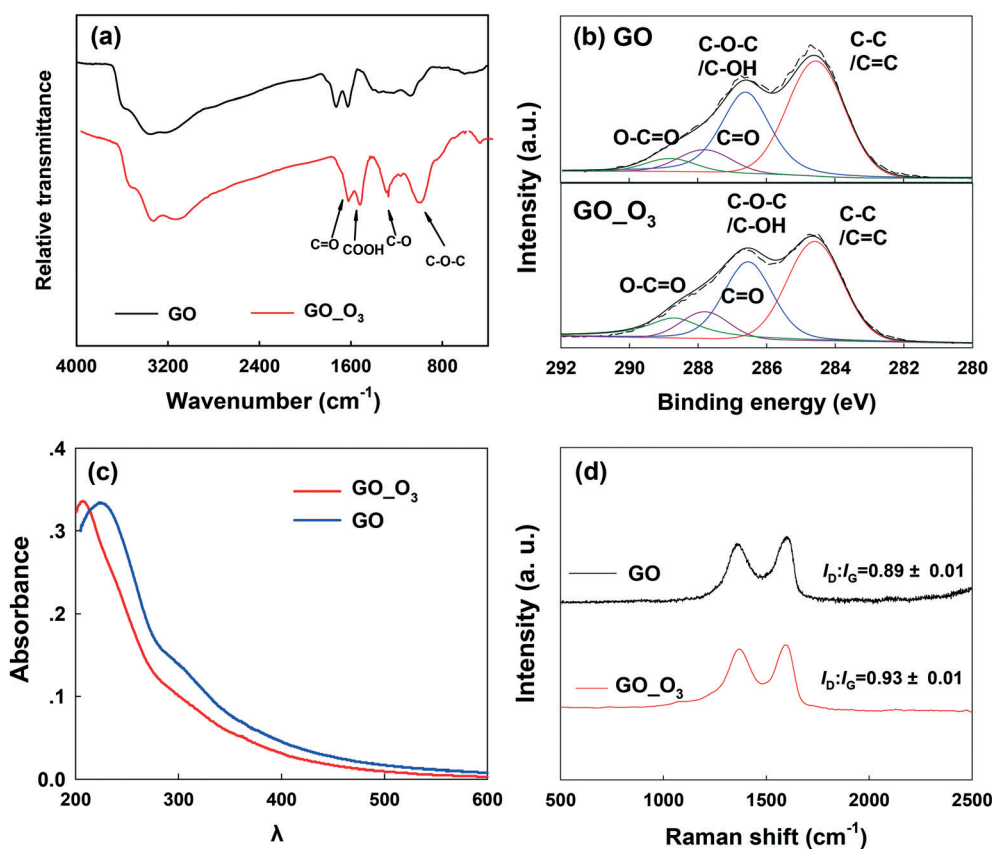 (a)
Relative transmittance
C=O
COOH
C-O
C-O-C
GO
GO_O3
4000 3200 2400 1600 800
Wavenumber (cm-1)
(b) GO
C-O-C
/C-OH
C-C
/C=C
O-C=O
C=O
GO_O3
C-O-C
/C-OH
C-C
/C=C
O-C=O
C=O
Intensity (a.u.)
292 290 288 286 284 282 280
Binding energy (eV)
(c)
GO_O3
GO
Absorbance
.4
.3
.2
.1
0.0
200 300 400 500 600
λ
(d)
Intensity (a. u.)
GO
ID:IG=0.89 ± 0.01
GO_O3
ID:IG=0.93 ± 0.01
500 1000 1500 2000 2500
Raman shift (cm-1)